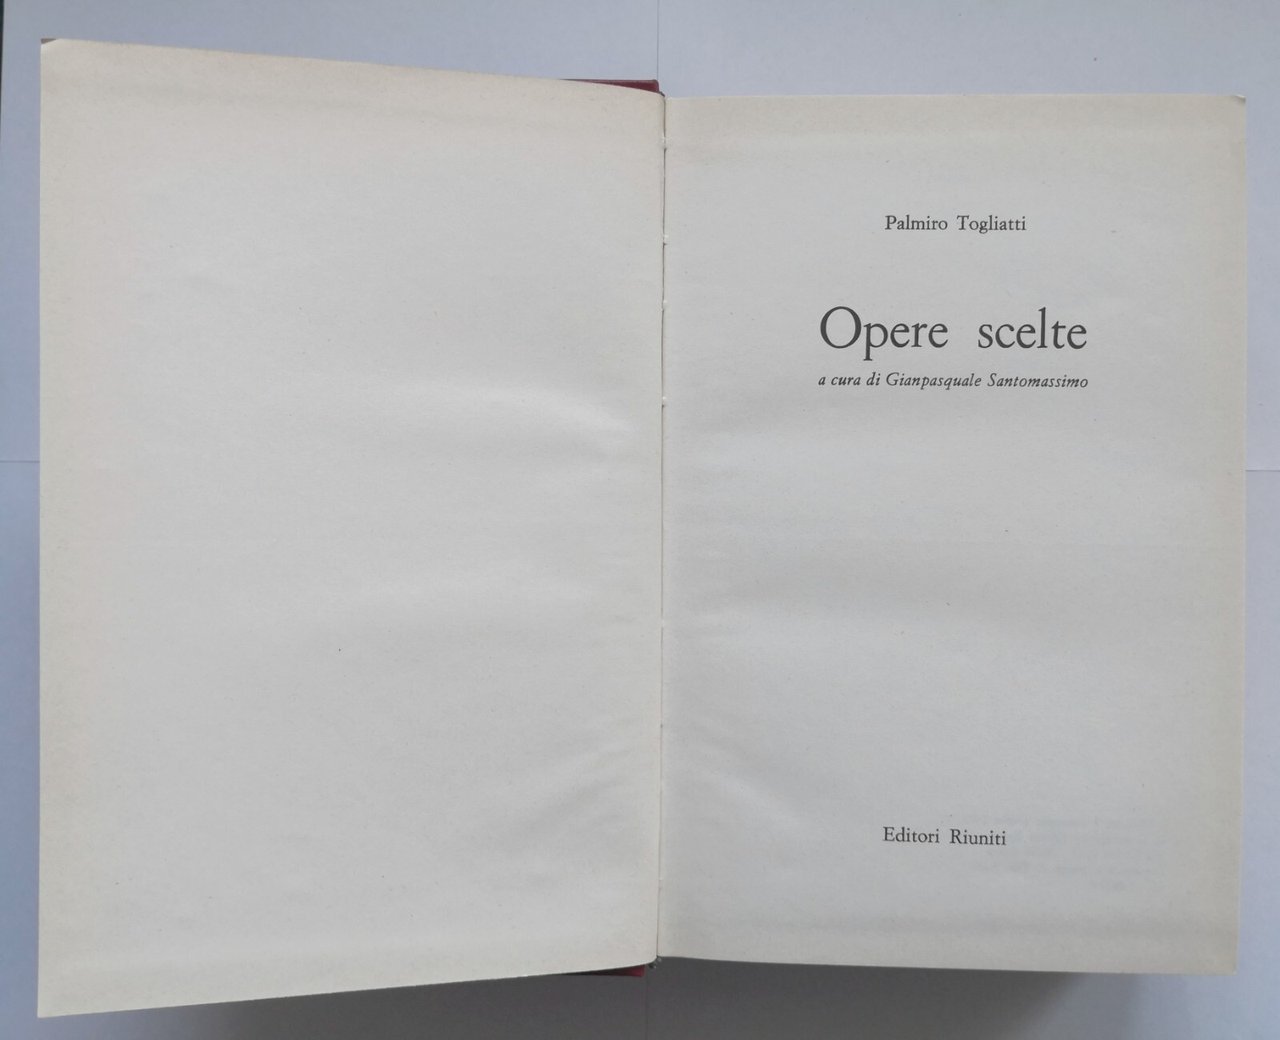 Palmiro Togliatti
Opere scelte
a cura di Gianpasquale Santomassimo
Editori Riuniti